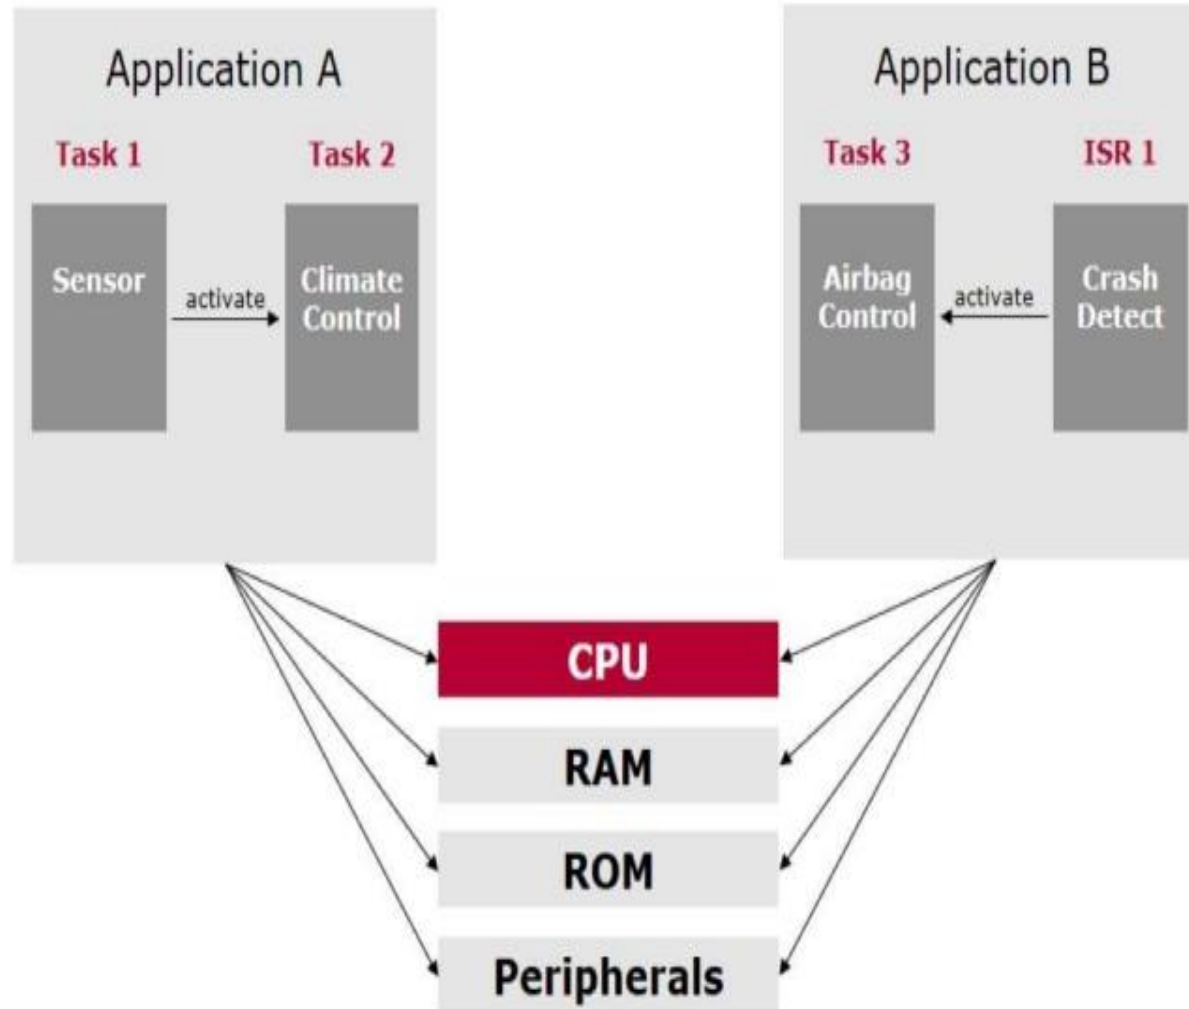 Application A
Task 1
Task 2
Sensor
activate
Climate
Control
Application B
Task 3
ISR 1
Airbag
Control
activate
Crash
Detect
CPU
RAM
ROM
Peripherals